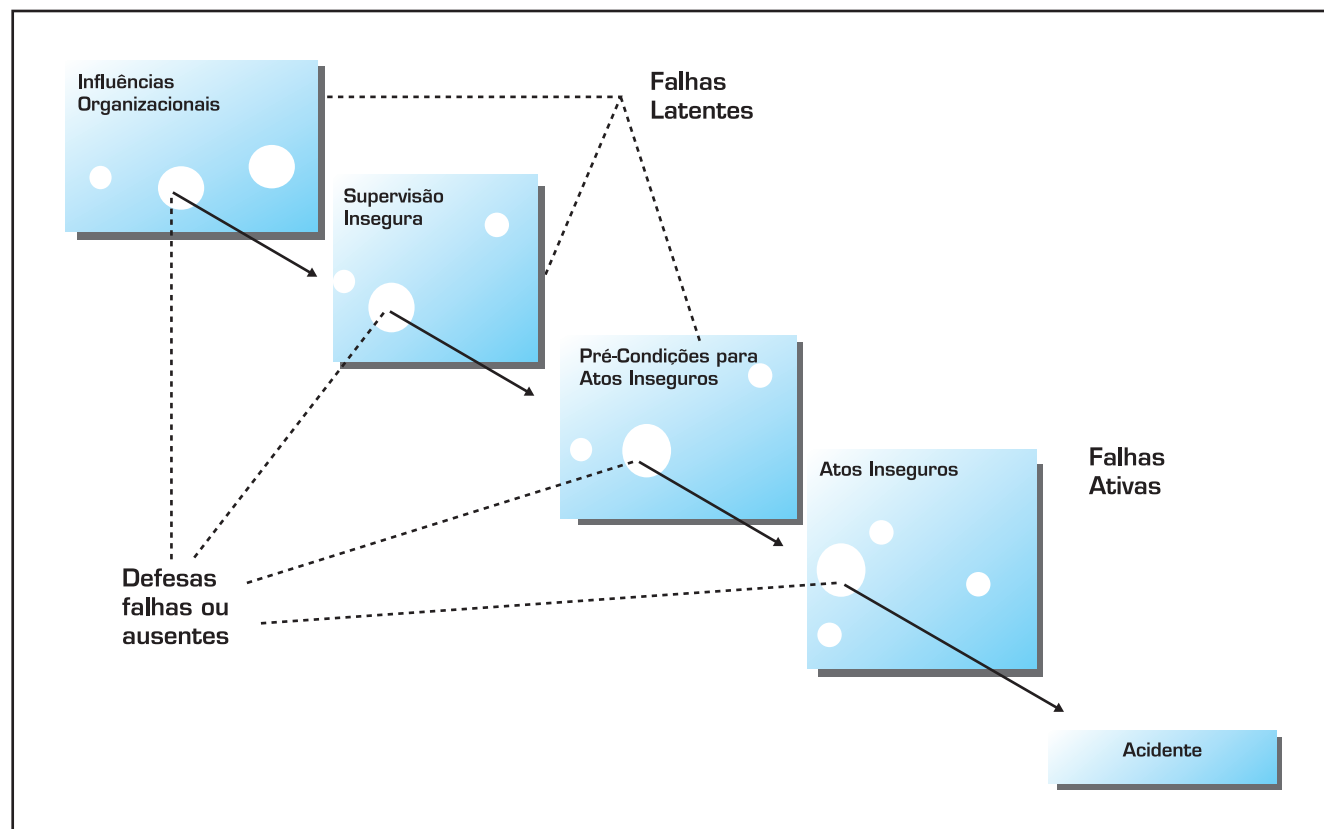 Influências
Organizacionais
Falhas
Latentes
Supervisão
Insegura
Pré-Condições para
Atos Inseguros
Atos Inseguros
Falhas
Ativas
Defesas
falhas ou
ausentes
Acidente